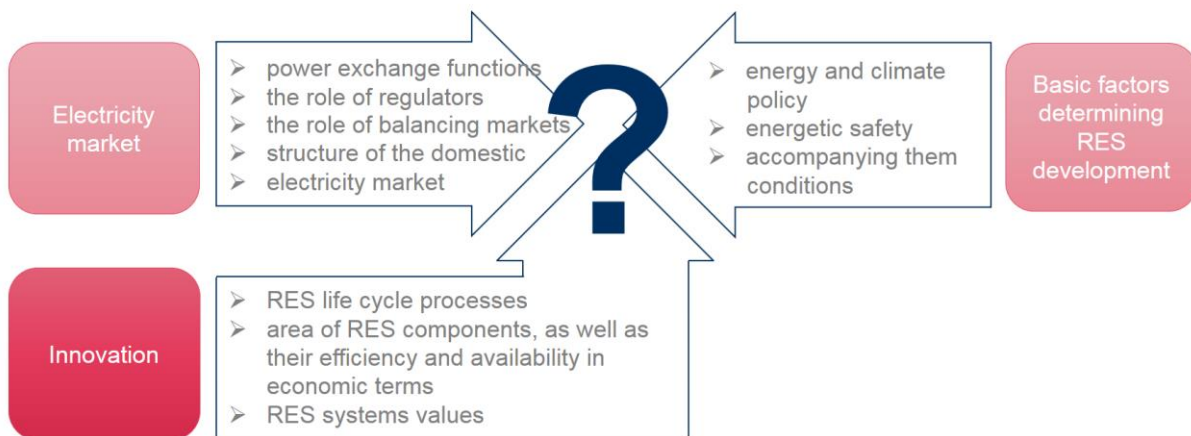 Electricity
market
➢ power exchange functions
➢ the role of regulators
➢ the role of balancing markets
➢ structure of the domestic
➢ electricity market
?
➢ energy and climate
policy
➢ energetic safety
➢ accompanying them
conditions
Basic factors
determining
RES
development
Innovation
➢ RES life cycle processes
➢ area of RES components, as well as
their efficiency and availability in
economic terms
➢ RES systems values